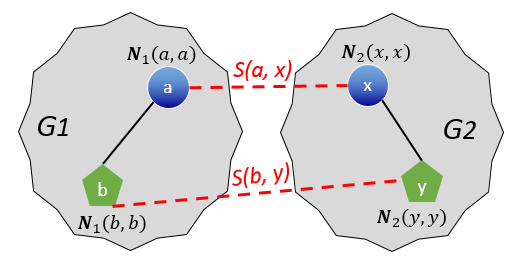 N₁(a, a)
S(a, x)
N₂(x, x)
a
x
G1
G2
b
S(b, y)
y
N₁(b, b)
N₂(y, y)